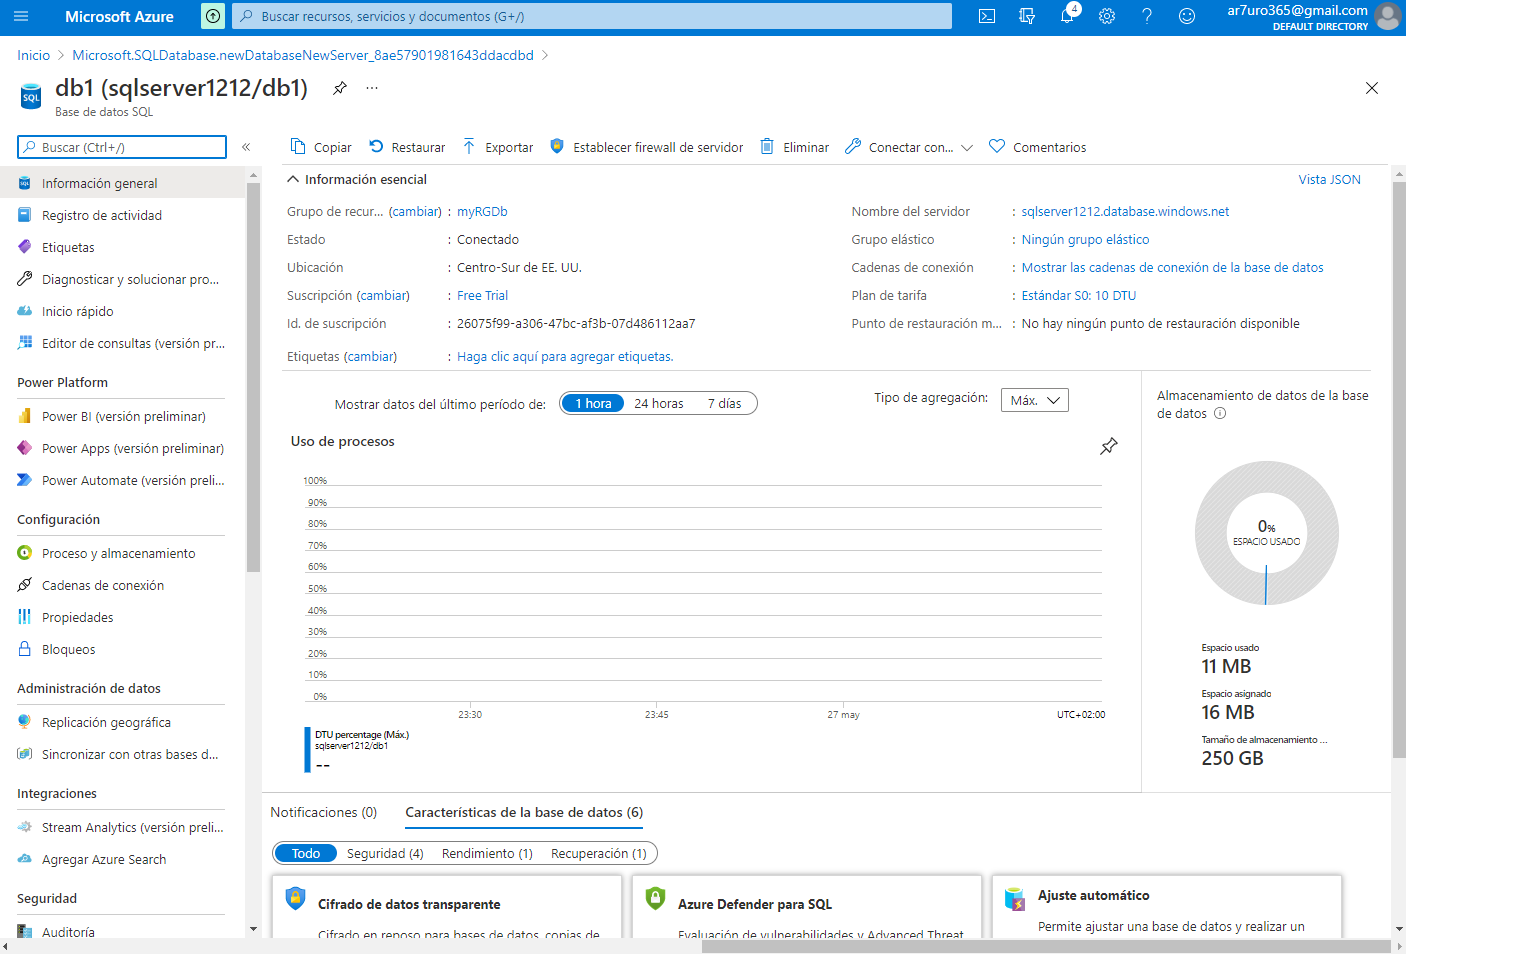 Microsoft Azure
Buscar recursos, servicios y documentos (G+/)
4
ar7uro365@gmail.com
DEFAULT DIRECTORY
Inicio > Microsoft.SQLDatabase.newDatabaseNewServer_8ae57901981643ddacdbd >
SQL
db1 (sqlserver1212/db1)
...
Base de datos SQL
Buscar (Ctrl+/)
«
Copiar
Restaurar
Exportar
Establecer firewall de servidor
Eliminar
Conectar con...
Comentarios
Información general
Registro de actividad
Etiquetas
Diagnosticar y solucionar pro...
Inicio rápido
Editor de consultas (versión pr...
Power Platform
Power BI (versión preliminar)
Power Apps (versión preliminar)
Power Automate (versión preli...
Configuración
Proceso y almacenamiento
Cadenas de conexión
Propiedades
Bloqueos
Administración de datos
Replicación geográfica
Sincronizar con otras bases d...
Integraciones
Stream Analytics (versión preli...
Agregar Azure Search
Seguridad
Auditoría
Información esencial
Vista JSON
Grupo de recur... (cambiar) : myRGDb
Estado : Conectado
Ubicación : Centro-Sur de EE. UU.
Suscripción (cambiar) : Free Trial
Id. de suscripción : 26075f99-a306-47bc-af3b-07d486112aa7
Etiquetas (cambiar) : Haga clic aquí para agregar etiquetas.
Nombre del servidor : sqlserver1212.database.windows.net
Grupo elástico : Ningún grupo elástico
Cadenas de conexión : Mostrar las cadenas de conexión de la base de datos
Plan de tarifa : Estándar S0: 10 DTU
Punto de restauración m... : No hay ningún punto de restauración disponible
Mostrar datos del último período de: 1 hora 24 horas 7 días
Tipo de agregación: Máx.
Uso de procesos
100%
90%
80%
70%
60%
50%
40%
30%
20%
10%
0%
23:30 23:45 27 may UTC+02:00
DTU percentage (Máx.)
sqlserver1212/db1
--
Almacenamiento de datos de la base
de datos
0%
ESPACIO USADO
Espacio usado
11 MB
Espacio asignado
16 MB
Tamaño de almacenamiento ...
250 GB
Notificaciones (0)
Características de la base de datos (6)
Todo
Seguridad (4)
Rendimiento (1)
Recuperación (1)
Cifrado de datos transparente
Cifrado en reposo para bases de datos, copias de
Azure Defender para SQL
Evaluación de vulnerabilidades y Advanced Threat
Ajuste automático
Permite ajustar una base de datos y realizar un